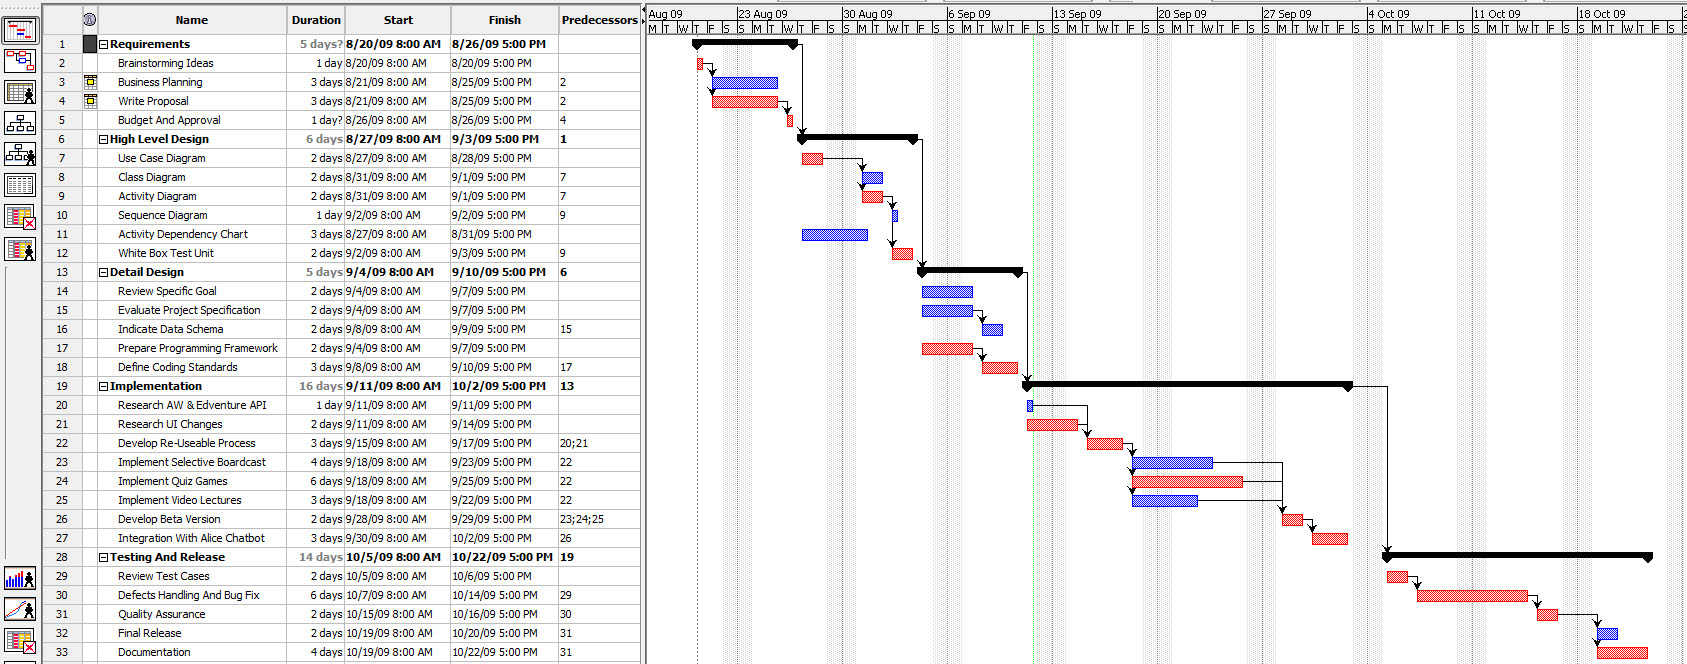 Name Duration Start Finish Predecessors Aug 09 23 Aug 09 30 Aug 09 6 Sep 09 13 Sep 09 20 Sep 09 27 Sep 09 4 Oct 09 11 Oct 09 18 Oct 09
M T W T F S S M T W T F S S M T W T F S S M T W T F S S M T W T F S S M T W T F S S M T W T F S S M T W T F S S M T W T F S S M T W T F S S
1 Requirements 5 days? 8/20/09 8:00 AM 8/26/09 5:00 PM
2 Brainstorming Ideas 1 day 8/20/09 8:00 AM 8/20/09 5:00 PM
3 Business Planning 3 days 8/21/09 8:00 AM 8/25/09 5:00 PM 2
4 Write Proposal 3 days 8/21/09 8:00 AM 8/25/09 5:00 PM 2
5 Budget And Approval 1 day? 8/26/09 8:00 AM 8/26/09 5:00 PM 4
6 High Level Design 6 days 8/27/09 8:00 AM 9/3/09 5:00 PM 1
7 Use Case Diagram 2 days 8/27/09 8:00 AM 8/28/09 5:00 PM
8 Class Diagram 2 days 8/31/09 8:00 AM 9/1/09 5:00 PM 7
9 Activity Diagram 2 days 8/31/09 8:00 AM 9/1/09 5:00 PM 7
10 Sequence Diagram 1 day 9/2/09 8:00 AM 9/2/09 5:00 PM 9
11 Activity Dependency Chart 3 days 8/27/09 8:00 AM 8/31/09 5:00 PM
12 White Box Test Unit 2 days 9/2/09 8:00 AM 9/3/09 5:00 PM 9
13 Detail Design 5 days 9/4/09 8:00 AM 9/10/09 5:00 PM 6
14 Review Specific Goal 2 days 9/4/09 8:00 AM 9/7/09 5:00 PM
15 Evaluate Project Specification 2 days 9/4/09 8:00 AM 9/7/09 5:00 PM
16 Indicate Data Schema 2 days 9/8/09 8:00 AM 9/9/09 5:00 PM 15
17 Prepare Programming Framework 2 days 9/4/09 8:00 AM 9/7/09 5:00 PM
18 Define Coding Standards 3 days 9/8/09 8:00 AM 9/10/09 5:00 PM 17
19 Implementation 16 days 9/11/09 8:00 AM 10/2/09 5:00 PM 13
20 Research AW & Edventure API 1 day 9/11/09 8:00 AM 9/11/09 5:00 PM
21 Research UI Changes 2 days 9/11/09 8:00 AM 9/14/09 5:00 PM
22 Develop Re-Useable Process 3 days 9/15/09 8:00 AM 9/17/09 5:00 PM 20;21
23 Implement Selective Boardcast 4 days 9/18/09 8:00 AM 9/23/09 5:00 PM 22
24 Implement Quiz Games 6 days 9/18/09 8:00 AM 9/25/09 5:00 PM 22
25 Implement Video Lectures 3 days 9/18/09 8:00 AM 9/22/09 5:00 PM 22
26 Develop Beta Version 2 days 9/28/09 8:00 AM 9/29/09 5:00 PM 23;24;25
27 Integration With Alice Chatbot 3 days 9/30/09 8:00 AM 10/2/09 5:00 PM 26
28 Testing And Release 14 days 10/5/09 8:00 AM 10/22/09 5:00 PM 19
29 Review Test Cases 2 days 10/5/09 8:00 AM 10/6/09 5:00 PM
30 Defects Handling And Bug Fix 6 days 10/7/09 8:00 AM 10/14/09 5:00 PM 29
31 Quality Assurance 2 days 10/15/09 8:00 AM 10/16/09 5:00 PM 30
32 Final Release 2 days 10/19/09 8:00 AM 10/20/09 5:00 PM 31
33 Documentation 4 days 10/19/09 8:00 AM 10/22/09 5:00 PM 31